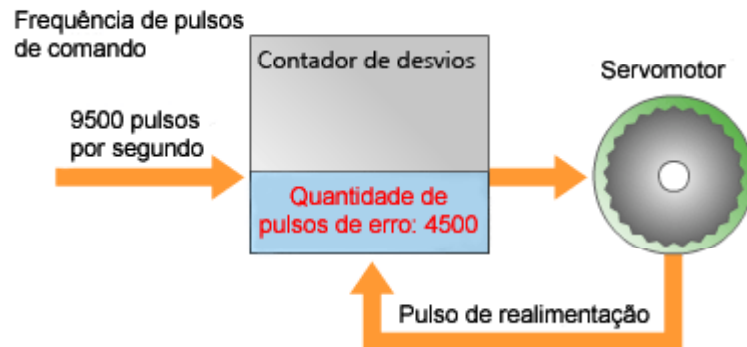 Frequência de pulsos
de comando
9500 pulsos
por segundo
Contador de desvios
Quantidade de
pulsos de erro: 4500
Servomotor
Pulso de realimentação